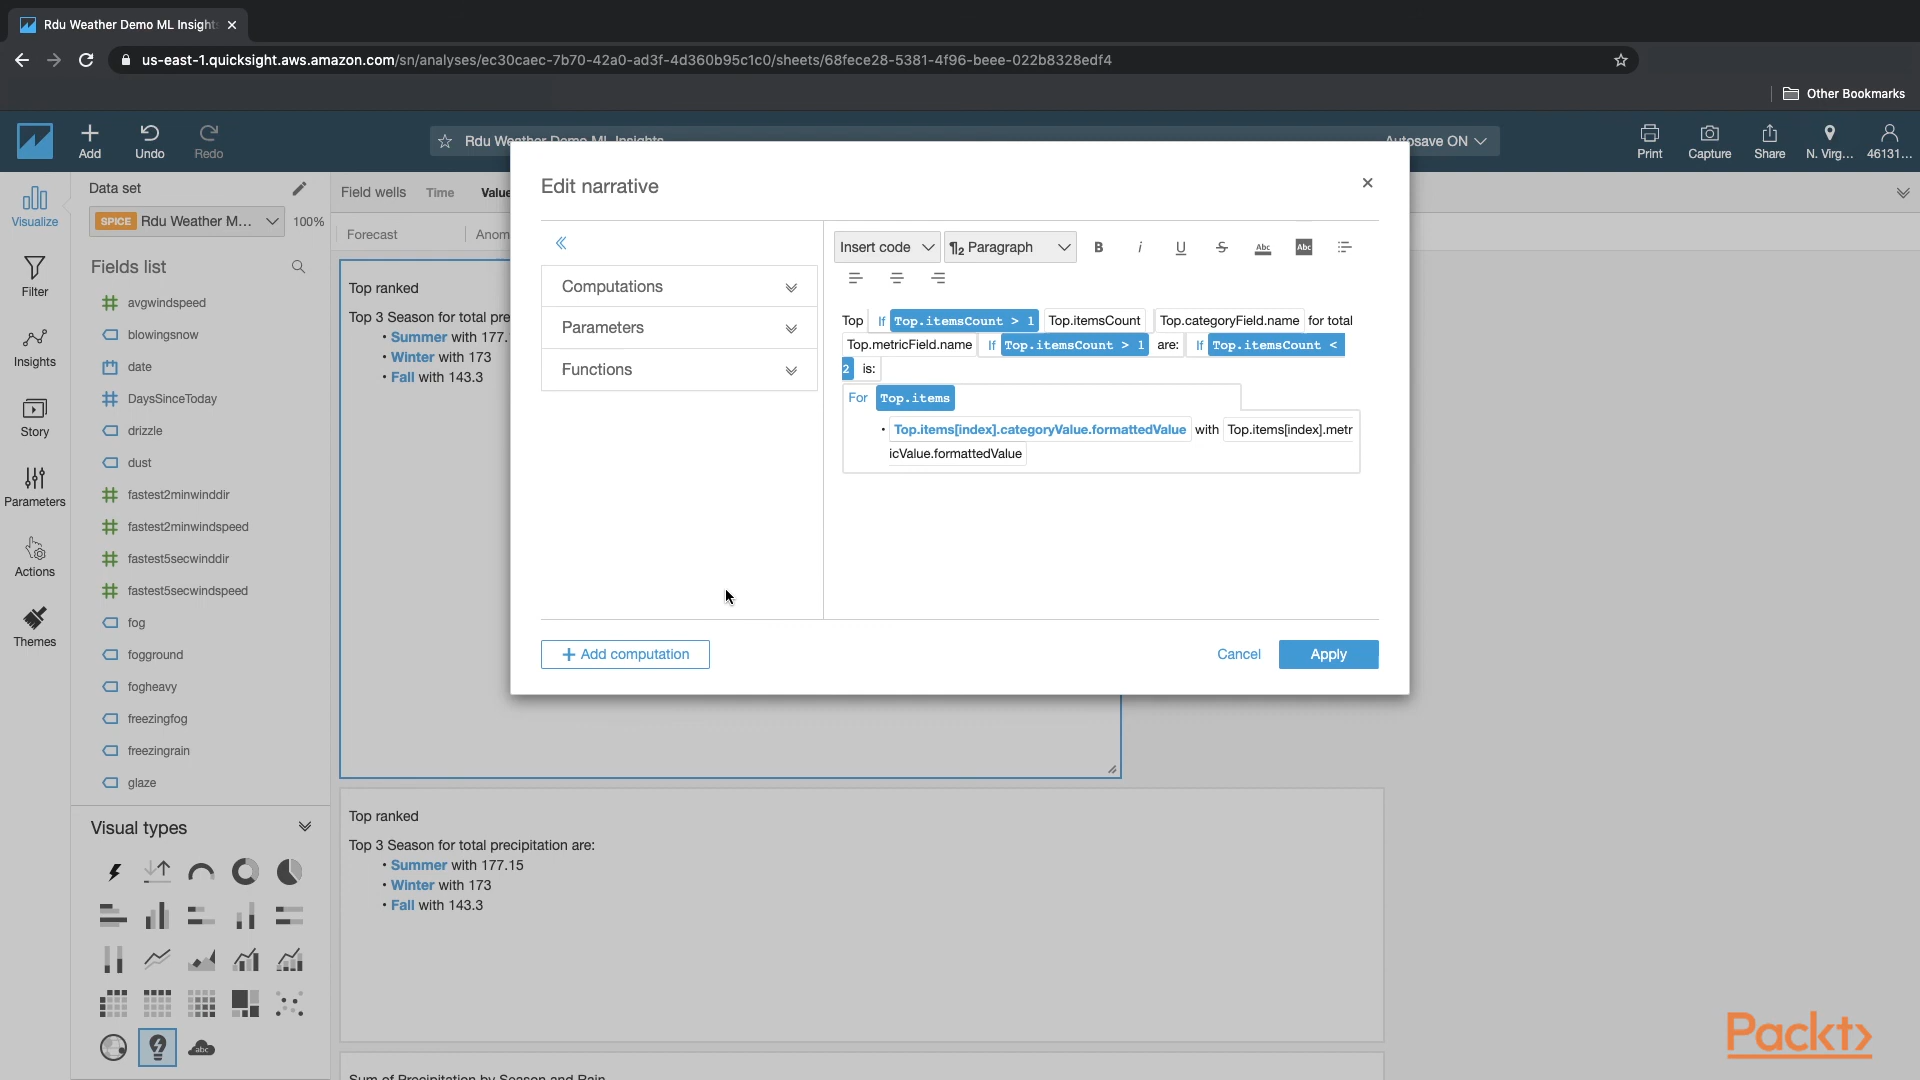 Rdu Weather Demo ML Insight
us-east-1.quicksight.aws.amazon.com/sn/analyses/ec30caec-7b70-42a0-ad3f-4d360b95c1c0/sheets/68fece28-5381-4f96-beee-022b8328edf4
Other Bookmarks
Add
Undo
Redo
Rdu Weather Demo ML Insights
Autosave ON
Print
Capture
Share
N. Virg...
46131...
Visualize
Filter
Insights
Story
Parameters
Actions
Themes
Data set
SPICE Rdu Weather M... 100%
Fields list
avgwindspeed
blowingsnow
date
DaysSinceToday
drizzle
dust
fastest2minwinddir
fastest2minwindspeed
fastest5secwinddir
fastest5secwindspeed
fog
fogground
fogheavy
freezingfog
freezingrain
glaze
Visual types
Field wells Time Value
Forecast Anom
Top ranked
Top 3 Season for total pre
• Summer with 177.
• Winter with 173
• Fall with 143.3
Edit narrative
Computations
Parameters
Functions
Insert code
Paragraph
B i U S Abc Abc
Top If Top.itemsCount > 1 Top.itemsCount Top.categoryField.name for total
Top.metricField.name If Top.itemsCount > 1 are: If Top.itemsCount <
2 is:
For Top.items
• Top.items[index].categoryValue.formattedValue with Top.items[index].metr
icValue.formattedValue
Add computation
Cancel
Apply
Top ranked
Top 3 Season for total precipitation are:
• Summer with 177.15
• Winter with 173
• Fall with 143.3
Sum of Precipitation by Season and Rain
abc
Packt>